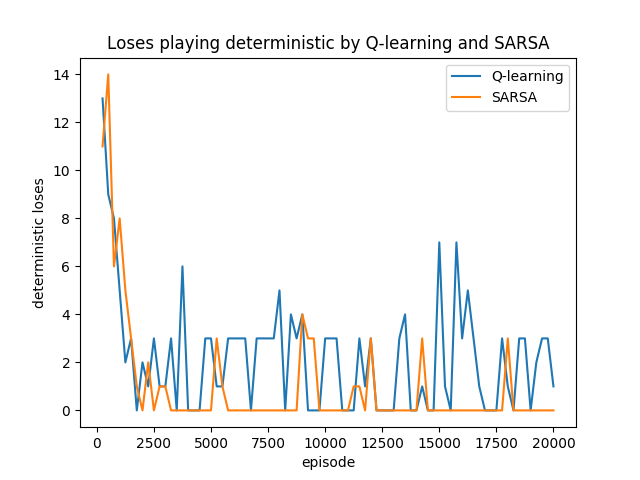 Loses playing deterministic by Q-learning and SARSA
Q-learning
SARSA
deterministic loses
14
12
10
8
6
4
2
0
0 2500 5000 7500 10000 12500 15000 17500 20000
episode